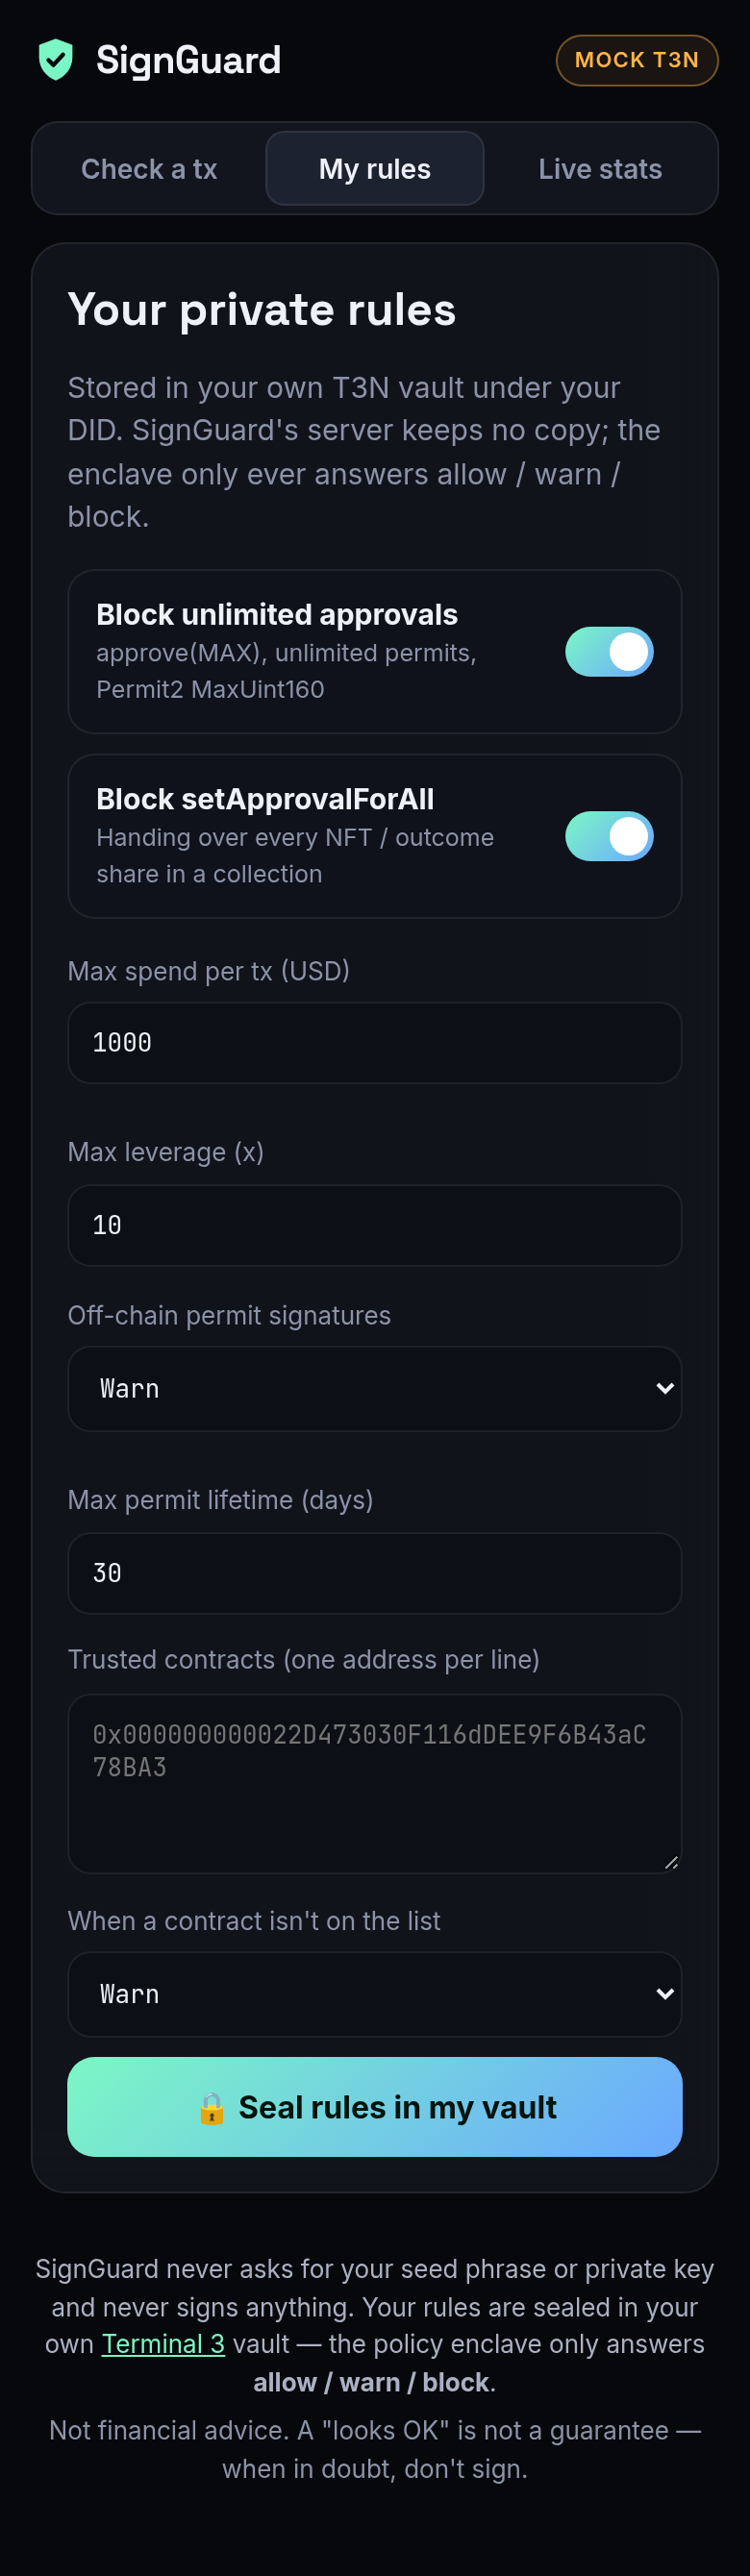 SignGuard
MOCK T3N
Check a tx
My rules
Live stats
Your private rules
Stored in your own T3N vault under your
DID. SignGuard's server keeps no copy; the
enclave only ever answers allow / warn /
block.
Block unlimited approvals
approve(MAX), unlimited permits,
Permit2 MaxUint160
Block setApprovalForAll
Handing over every NFT / outcome
share in a collection
Max spend per tx (USD)
1000
Max leverage (x)
10
Off-chain permit signatures
Warn
Max permit lifetime (days)
30
Trusted contracts (one address per line)
0x000000000022D473030F116dDEE9F6B43aC
78BA3
When a contract isn't on the list
Warn
🔒 Seal rules in my vault
SignGuard never asks for your seed phrase or private key
and never signs anything. Your rules are sealed in your
own Terminal 3 vault — the policy enclave only answers
allow / warn / block.
Not financial advice. A "looks OK" is not a guarantee —
when in doubt, don't sign.